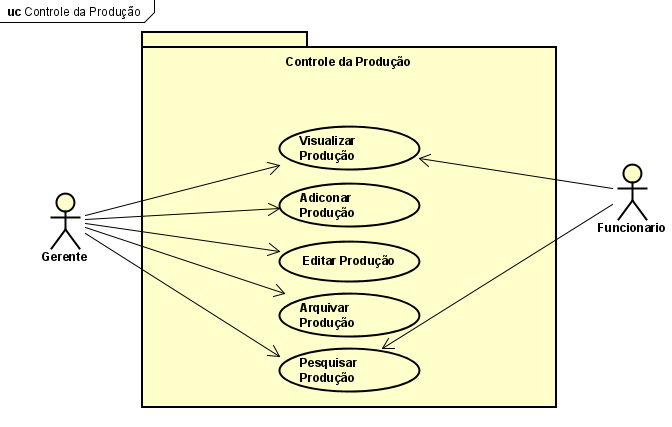 uc Controle da Produção
Controle da Produção
Visualizar
Produção
Adiconar
Produção
Editar Produção
Arquivar
Produção
Pesquisar
Produção
Gerente
Funcionario